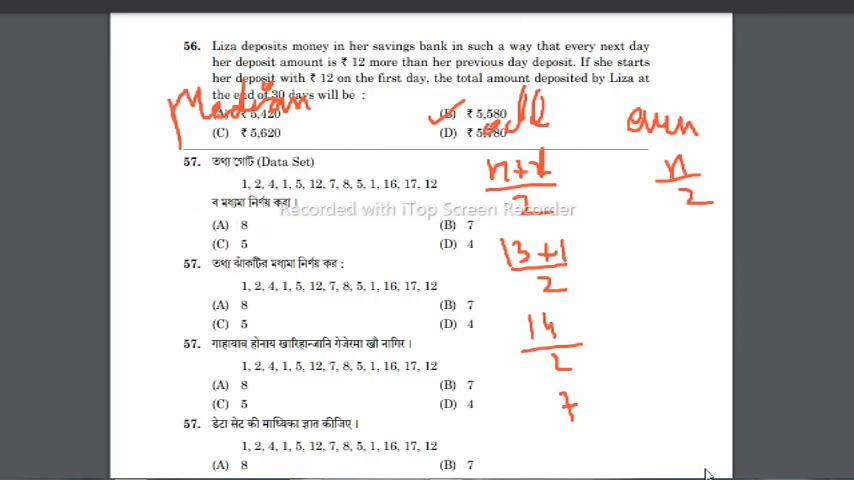 56. Liza deposits money in her savings bank in such a way that every next day
her deposit amount is ₹ 12 more than her previous day deposit. If she starts
her deposit with ₹ 12 on the first day, the total amount deposited by Liza at
the end of 30 days will be :
Median
odd
even
(A) ₹ 5,420 (B) ₹ 5,580
(C) ₹ 5,620 (D) ₹ 5,780
57. তথ্য গোট (Data Set)
1, 2, 4, 1, 5, 12, 7, 8, 5, 1, 16, 17, 12
ৰ মধ্যমা নিৰ্ণয় কৰা ।
Recorded with iTop Screen Recorder
n+1
2
n
2
(A) 8 (B) 7
(C) 5 (D) 4
13 + 1
2
57. তথ্য ঝাঁকটির মধ্যমা নির্ণয় কর :
1, 2, 4, 1, 5, 12, 7, 8, 5, 1, 16, 17, 12
(A) 8 (B) 7
(C) 5 (D) 4
14
2
57. गाहायाव होनाय खारिहान्जानि गेजेरमा खौ नागिर ।
1, 2, 4, 1, 5, 12, 7, 8, 5, 1, 16, 17, 12
(A) 8 (B) 7
(C) 5 (D) 4
7
57. डेटा सेट की माध्यिका ज्ञात कीजिए ।
1, 2, 4, 1, 5, 12, 7, 8, 5, 1, 16, 17, 12
(A) 8 (B) 7